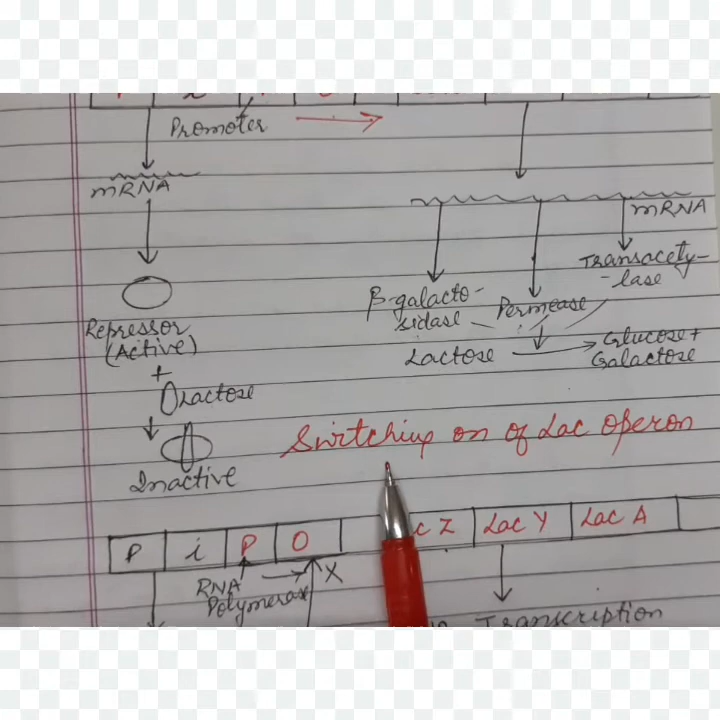 Promoter
mRNA
mRNA
Transacety-
-lase
β-galacto-
sidase
Permease
Repressor
(Active)
Lactose
Glucose+
Galactose
+
Lactose
Inactive
Switching on of Lac operon
P i P O C Z Lac Y Lac A
RNA
Polymerase
X
Transcription